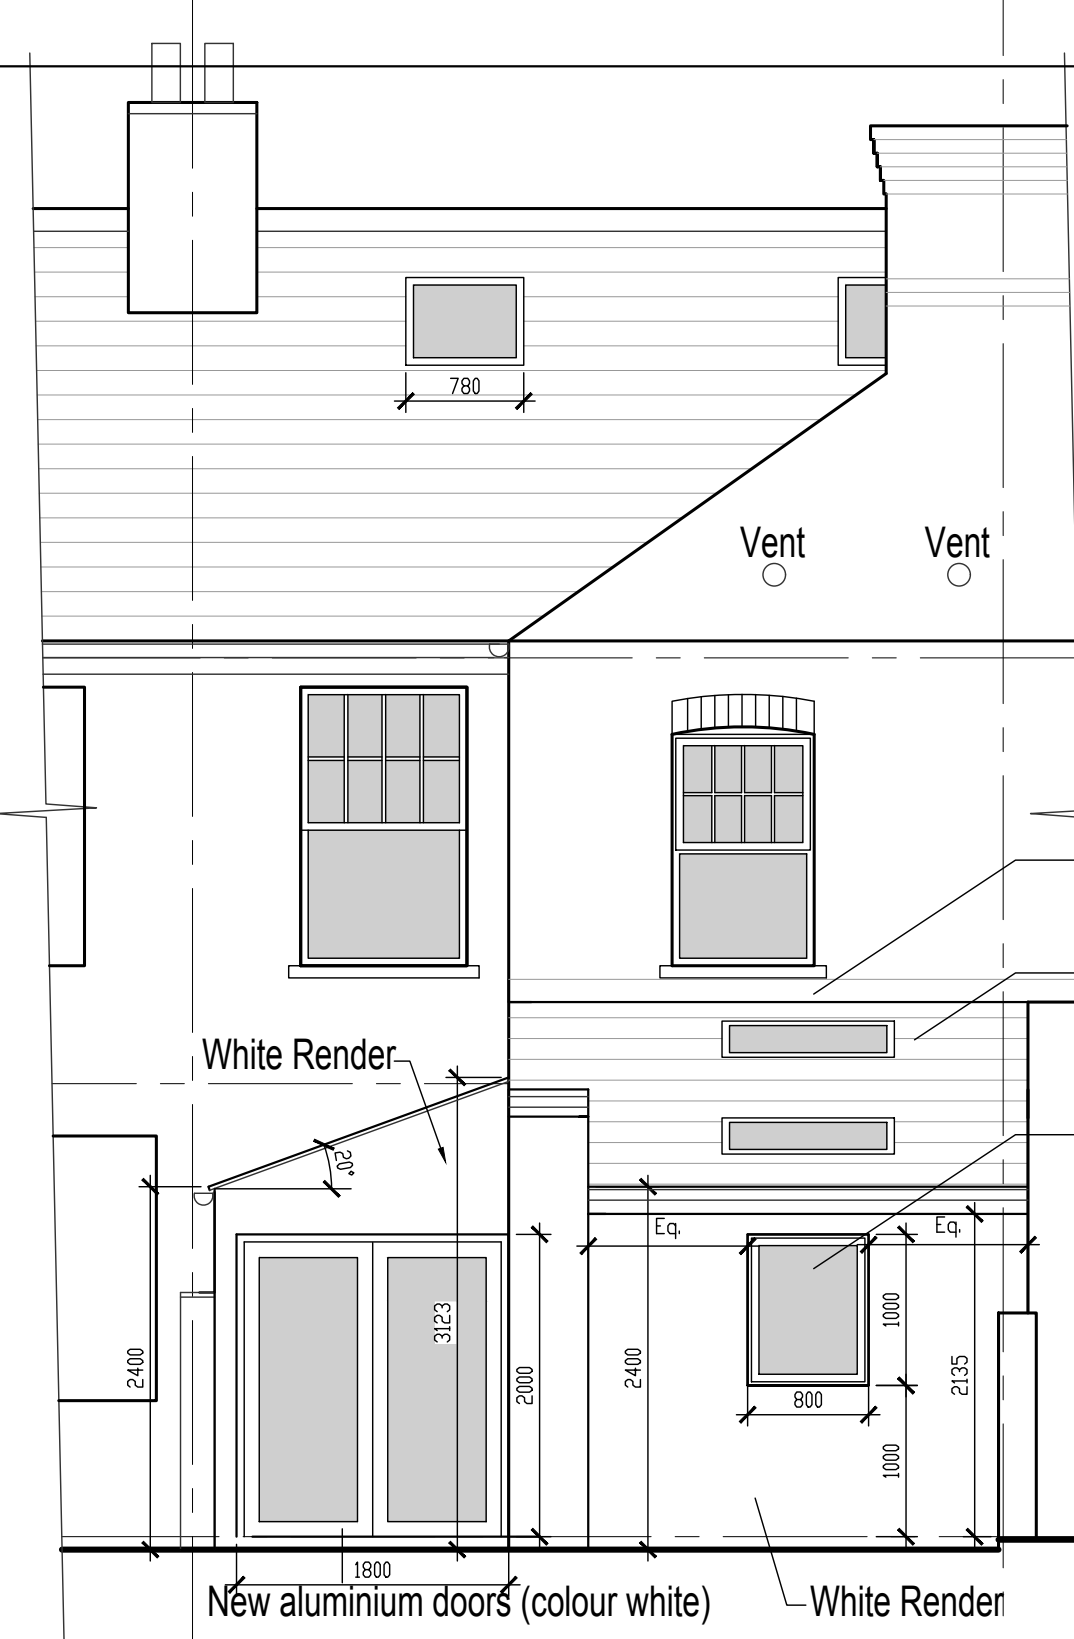 780
Vent
Vent
White Render
20°
Eq.
Eq.
3123
1000
2400
2000
2400
2135
800
1000
1800
New aluminium doors (colour white)
White Render